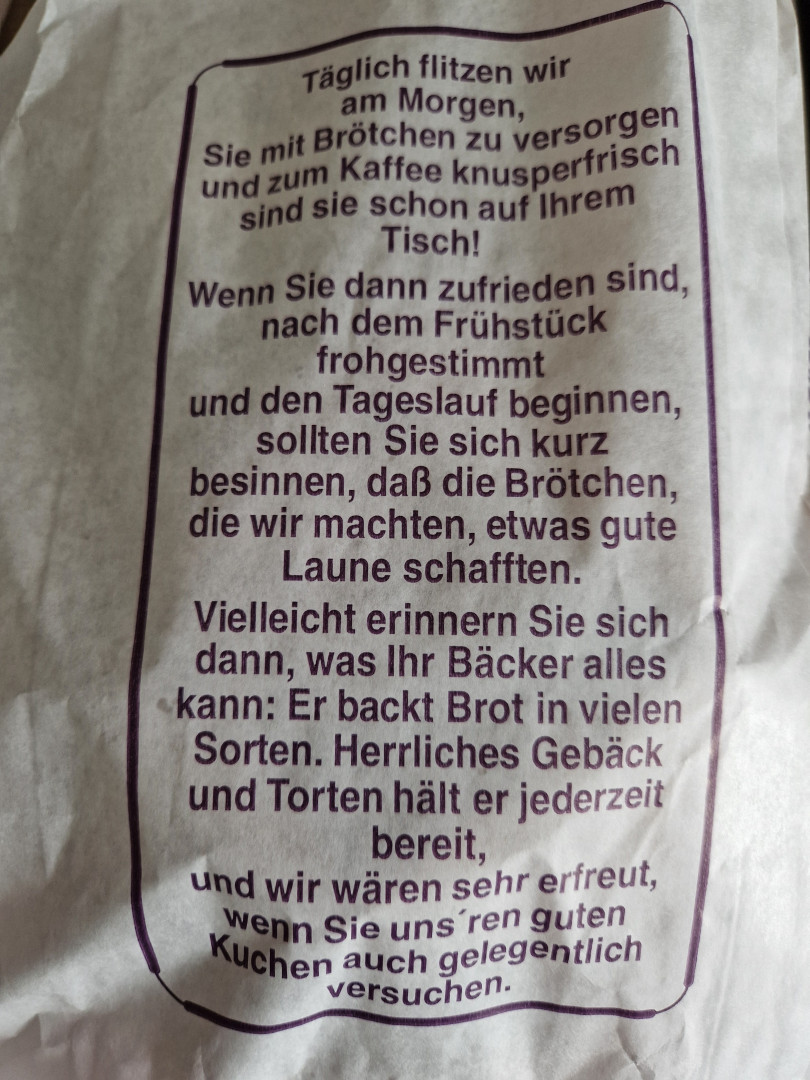 Täglich flitzen wir
am Morgen,
Sie mit Brötchen zu versorgen
und zum Kaffee knusperfrisch
sind sie schon auf Ihrem
Tisch!
Wenn Sie dann zufrieden sind,
nach dem Frühstück
frohgestimmt
und den Tageslauf beginnen,
sollten Sie sich kurz
besinnen, daß die Brötchen,
die wir machten, etwas gute
Laune schafften.
Vielleicht erinnern Sie sich
dann, was Ihr Bäcker alles
kann: Er backt Brot in vielen
Sorten. Herrliches Gebäck
und Torten hält er jederzeit
bereit,
und wir wären sehr erfreut,
wenn Sie uns´ren guten
Kuchen auch gelegentlich
versuchen.